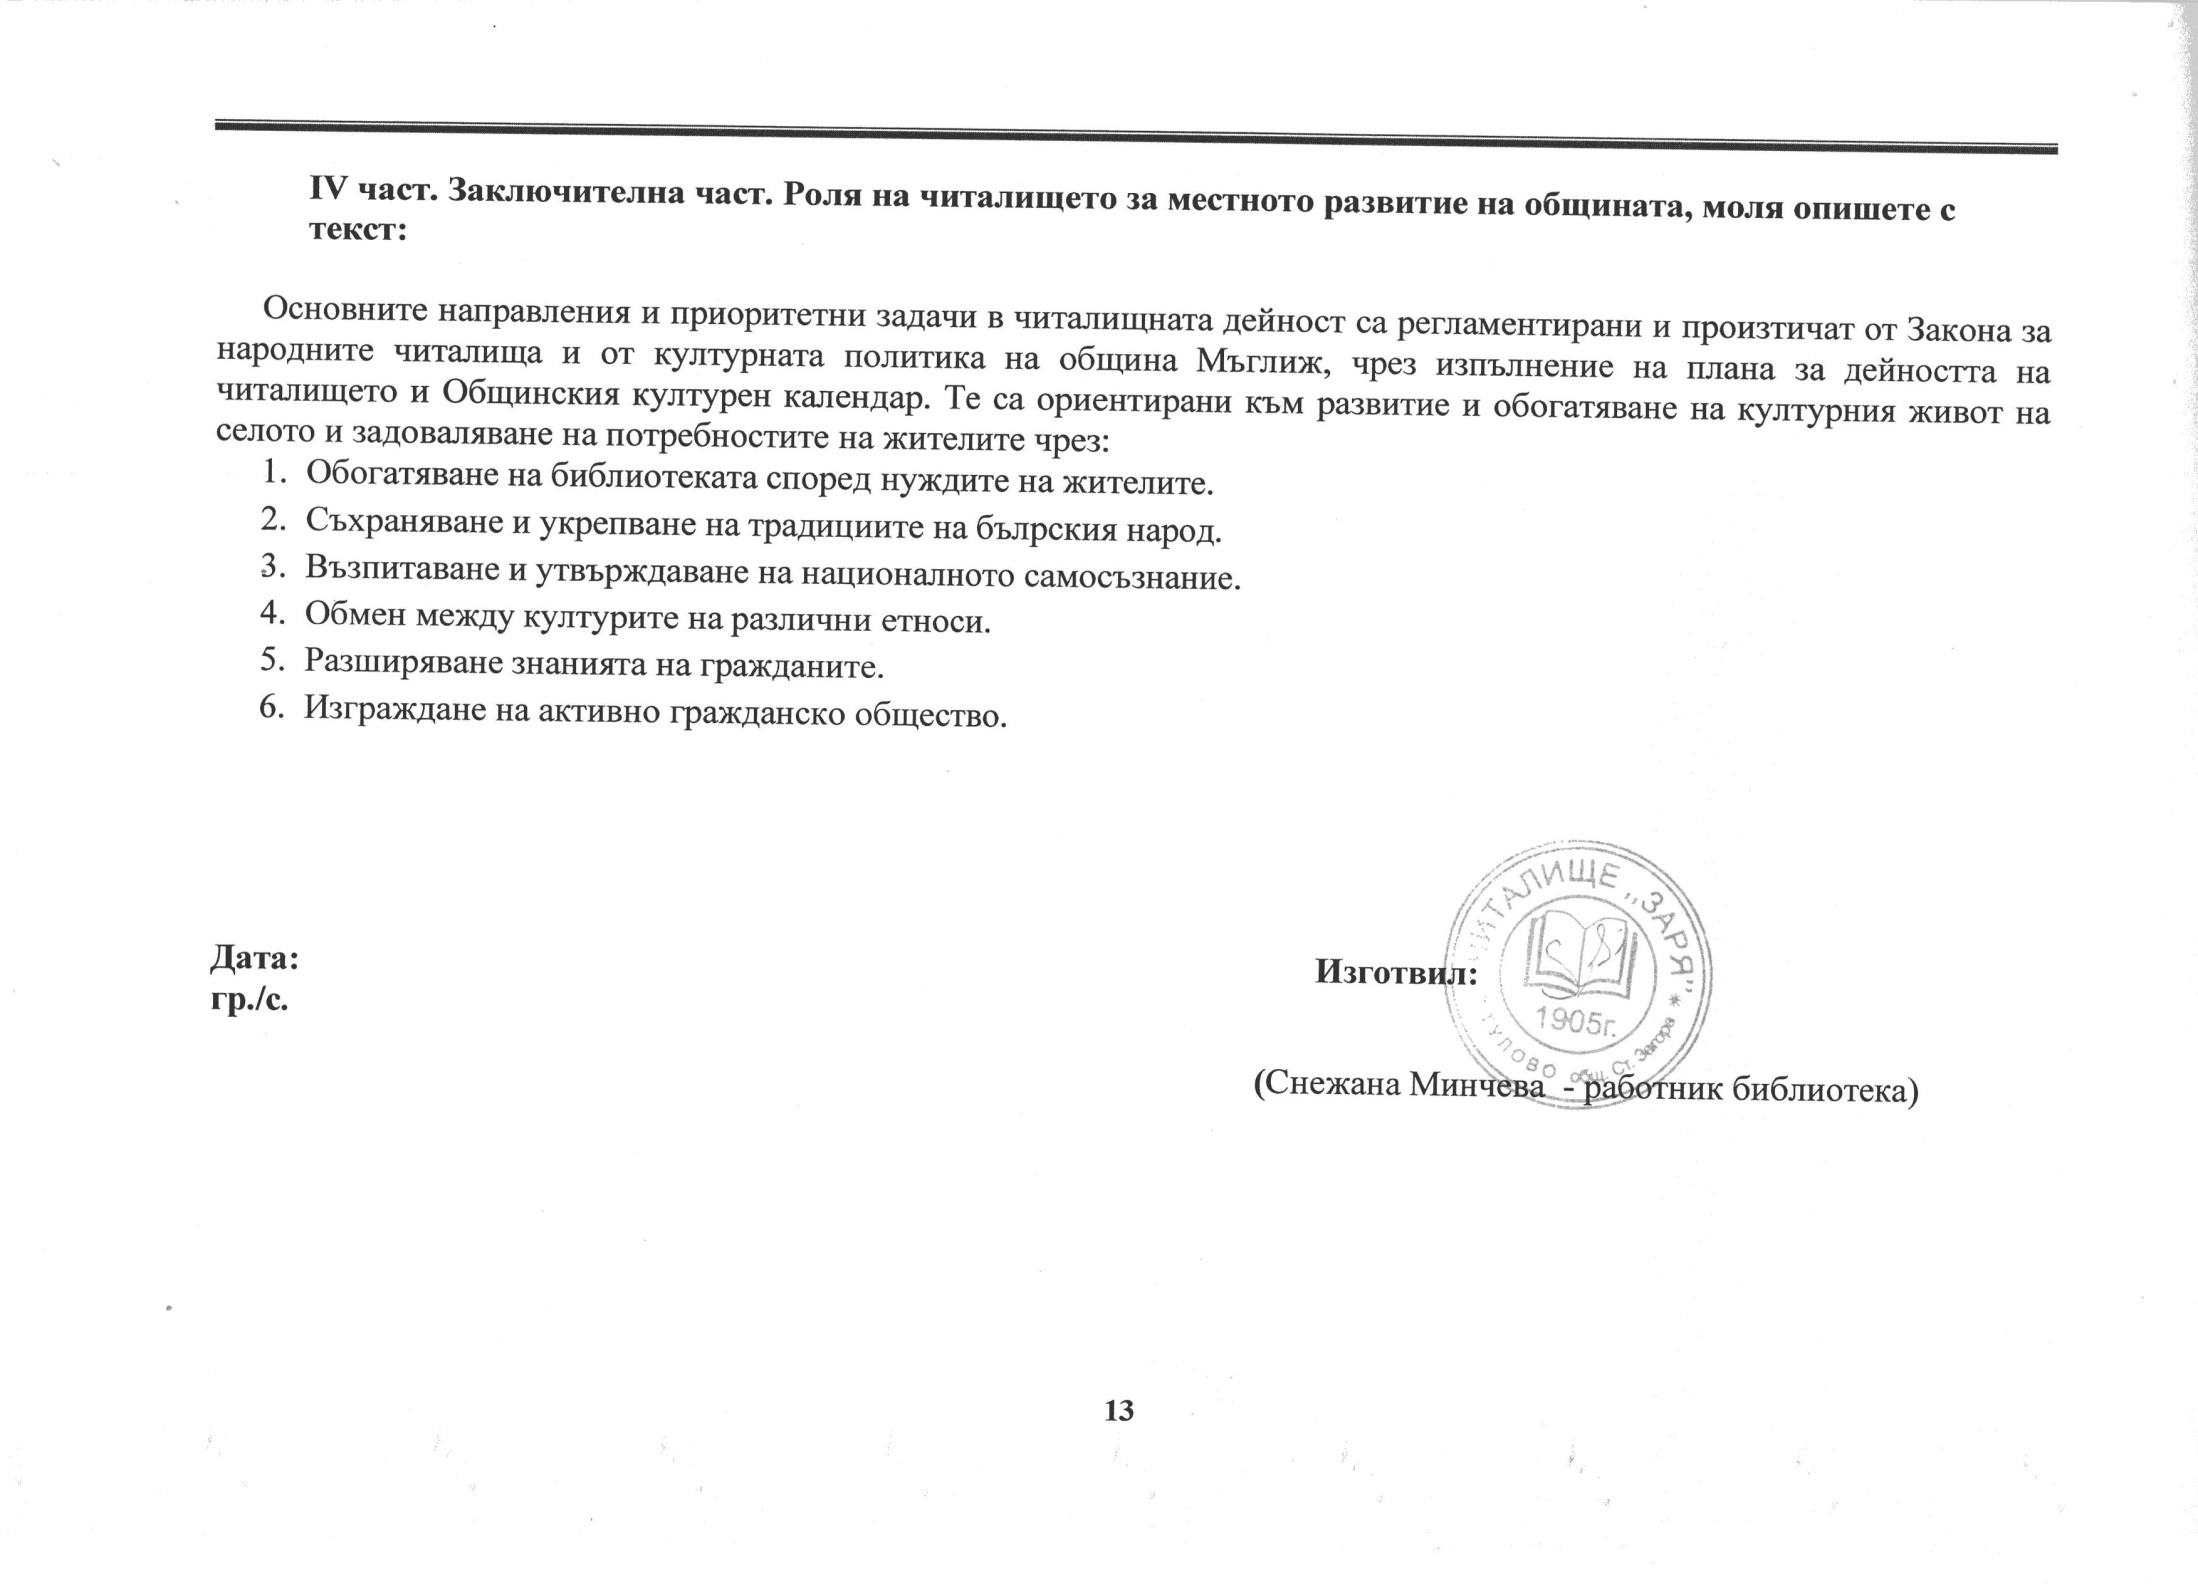 IV част. Заключителна част. Роля на читалището за местното развитие на общината, моля опишете с
текст:
Основните направления и приоритетни задачи в читалищната дейност са регламентирани и произтичат от Закона за
народните читалища и от културната политика на община Мъглиж, чрез изпълнение на плана за дейността на
читалището и Общинския културен календар. Те са ориентирани към развитие и обогатяване на културния живот на
селото и задоваляване на потребностите на жителите чрез:
1. Обогатяване на библиотеката според нуждите на жителите.
2. Съхраняване и укрепване на традициите на бълрския народ.
3. Възпитаване и утвърждаване на националното самосъзнание.
4. Обмен между културите на различни етноси.
5. Разширяване знанията на гражданите.
6. Изграждане на активно гражданско общество.
Дата:
гр./с.
Изготвил:
ЧИТАЛИЩЕ „ЗАРЯ”
1905г.
ТУЛОВО общ. Ст. Загора *
(Снежана Минчева - работник библиотека)
13